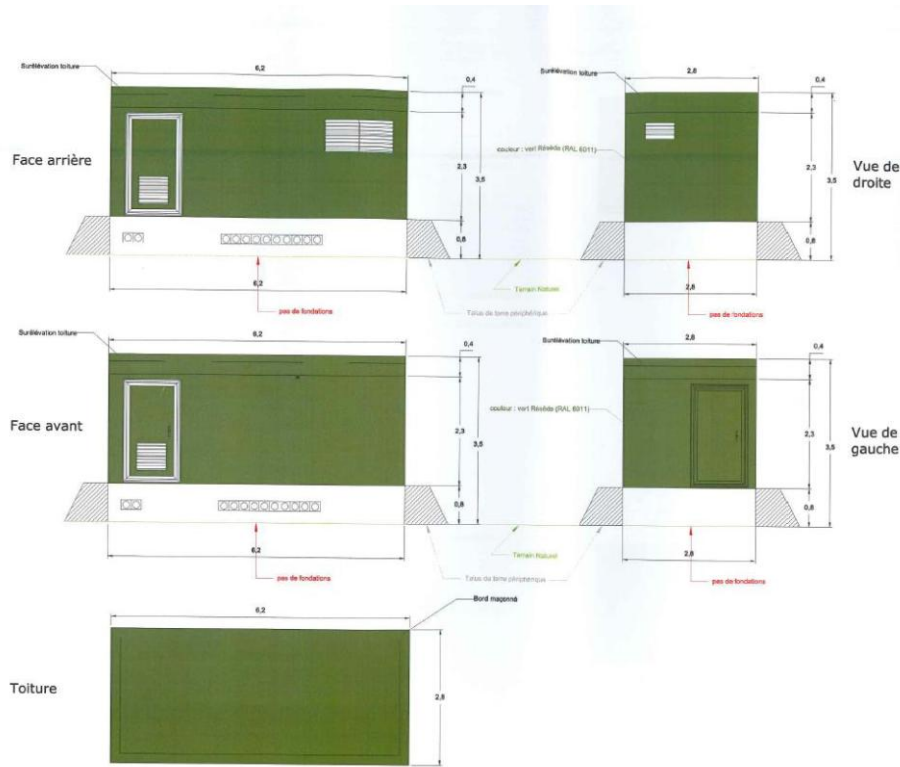 Surélévation toiture
6,2
0,4
2,3
3,5
0,8
Face arrière
6,2
pas de fondations
Surélévation toiture
2,8
0,4
couleur : vert Réséda (RAL 6011)
2,3
3,5
0,8
Vue de
droite
2,8
pas de fondations
Terrain Naturel
Talus de terre périphérique
Surélévation toiture
6,2
0,4
2,3
3,5
0,8
Face avant
6,2
pas de fondations
Surélévation toiture
2,8
0,4
couleur : vert Réséda (RAL 6011)
2,3
3,5
0,8
Vue de
gauche
2,8
pas de fondations
Terrain Naturel
Talus de terre périphérique
6,2
Bord maçonné
Toiture
2,8